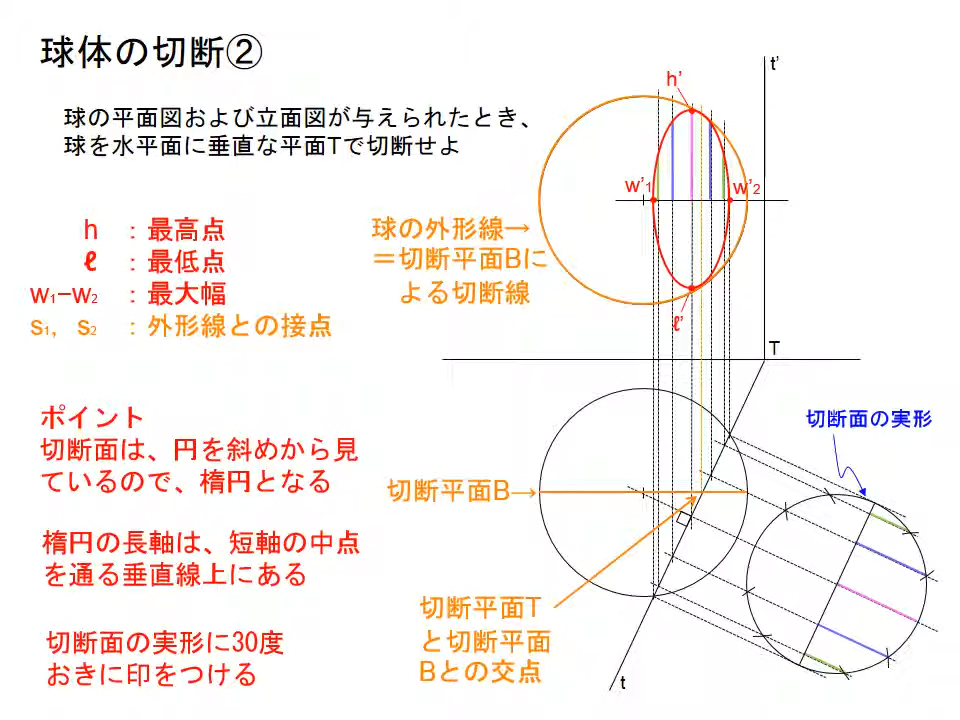 球体の切断②
球の平面図および立面図が与えられたとき、
球を水平面に垂直な平面Tで切断せよ
h ：最高点
ℓ ：最低点
w₁−w₂ ：最大幅
s₁， s₂ ：外形線との接点
ポイント
切断面は、円を斜めから見
ているので、楕円となる
楕円の長軸は、短軸の中点
を通る垂直線上にある
切断面の実形に30度
おきに印をつける
球の外形線→
＝切断平面Bに
よる切断線
t’
h’
w’₁
w’₂
ℓ’
T
切断面の実形
切断平面B→
切断平面T
と切断平面
Bとの交点
t